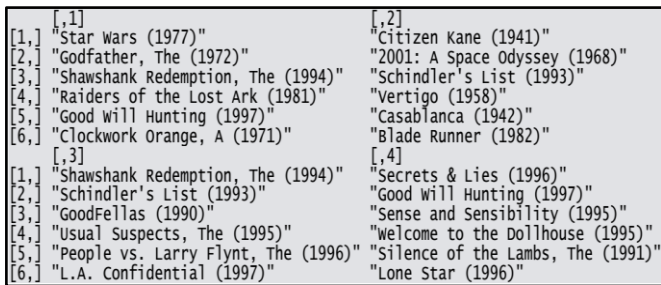 [,1] [,2]
[1,] "Star Wars (1977)" "Citizen Kane (1941)"
[2,] "Godfather, The (1972)" "2001: A Space Odyssey (1968)"
[3,] "Shawshank Redemption, The (1994)" "Schindler's List (1993)"
[4,] "Raiders of the Lost Ark (1981)" "Vertigo (1958)"
[5,] "Good Will Hunting (1997)" "Casablanca (1942)"
[6,] "Clockwork Orange, A (1971)" "Blade Runner (1982)"
[,3] [,4]
[1,] "Shawshank Redemption, The (1994)" "Secrets & Lies (1996)"
[2,] "Schindler's List (1993)" "Good Will Hunting (1997)"
[3,] "GoodFellas (1990)" "Sense and Sensibility (1995)"
[4,] "Usual Suspects, The (1995)" "Welcome to the Dollhouse (1995)"
[5,] "People vs. Larry Flynt, The (1996)" "Silence of the Lambs, The (1991)"
[6,] "L.A. Confidential (1997)" "Lone Star (1996)"